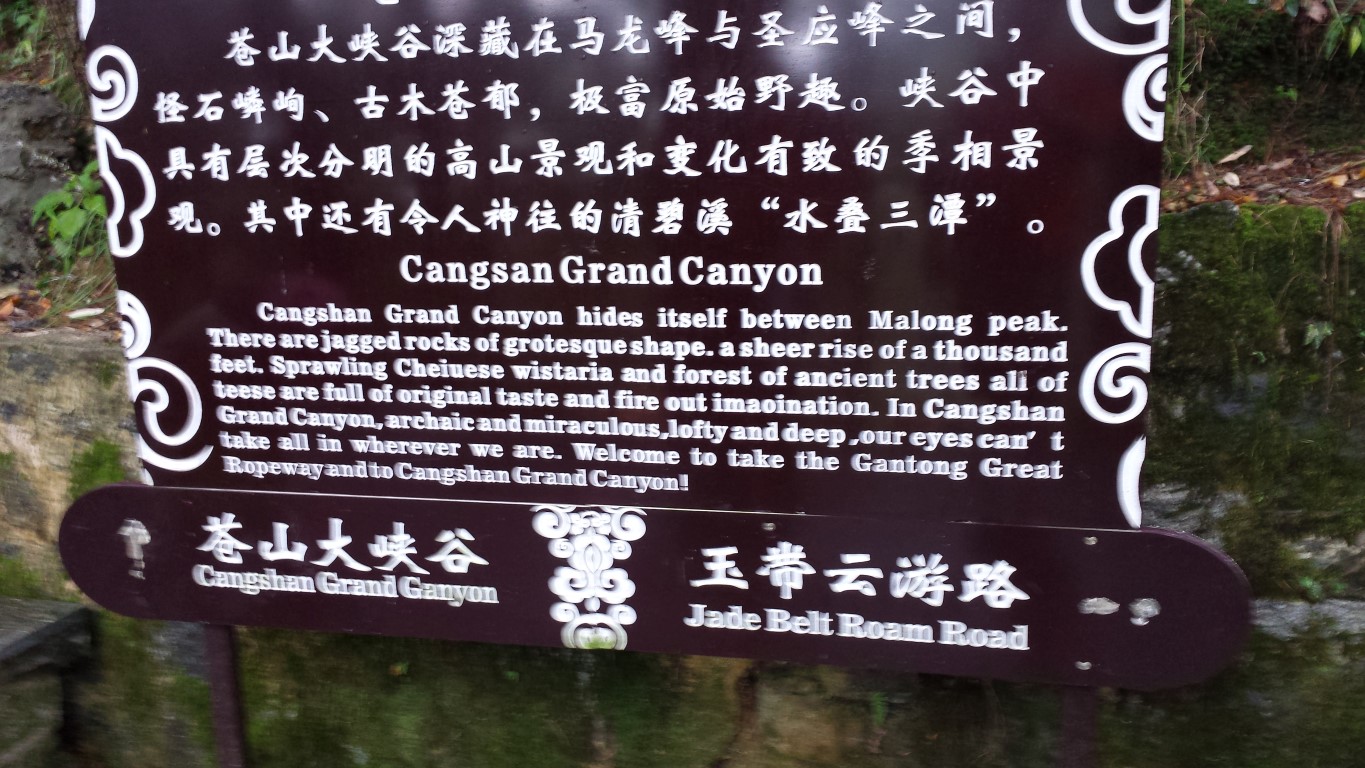 苍山大峡谷深藏在马龙峰与圣应峰之间，
怪石嶙峋、古木苍郁，极富原始野趣。峡谷中
具有层次分明的高山景观和变化有致的季相景
观。其中还有令人神往的清碧溪“水叠三潭”。
Cangsan Grand Canyon
Cangshan Grand Canyon hides itself between Malong peak.
There are jagged rocks of grotesque shape. a sheer rise of a thousand
feet. Sprawling Cheiuese wistaria and forest of ancient trees all of
teese are full of original taste and fire out imaoination. In Cangshan
Grand Canyon, archaic and miraculous, lofty and deep ,our eyes can't
take all in wherever we are. Welcome to take the Gantong Great
Ropeway and to Cangshan Grand Canyon!
苍山大峡谷
Cangshan Grand Ganyon
玉带云游路
Jade Belt Roam Road